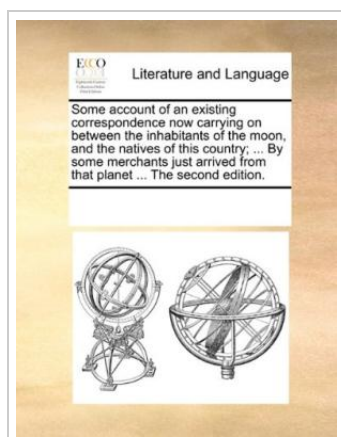 ECCO
Literature and Language
Some account of an existing
correspondence now carrying on
between the inhabitants of the moon,
and the natives of this country; ... By
some merchants just arrived from
that planet ... The second edition.